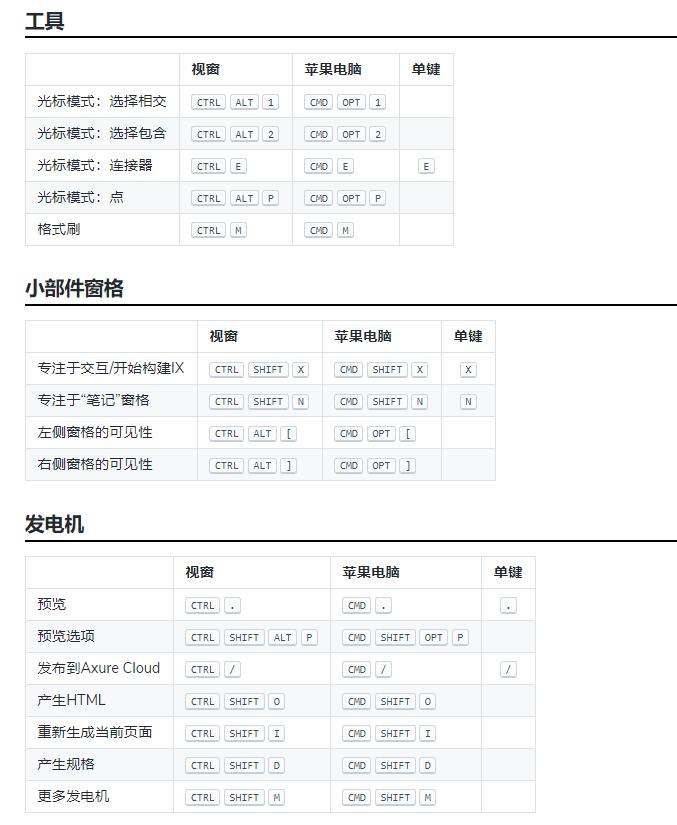 工具
视窗 苹果电脑 单键
光标模式：选择相交 CTRL ALT 1 CMD OPT 1
光标模式：选择包含 CTRL ALT 2 CMD OPT 2
光标模式：连接器 CTRL E CMD E E
光标模式：点 CTRL ALT P CMD OPT P
格式刷 CTRL M CMD M
小部件窗格
视窗 苹果电脑 单键
专注于交互/开始构建IX CTRL SHIFT X CMD SHIFT X X
专注于“笔记”窗格 CTRL SHIFT N CMD SHIFT N N
左侧窗格的可见性 CTRL ALT [ CMD OPT [
右侧窗格的可见性 CTRL ALT ] CMD OPT ]
发电机
视窗 苹果电脑 单键
预览 CTRL . CMD . .
预览选项 CTRL SHIFT ALT P CMD SHIFT OPT P
发布到Axure Cloud CTRL / CMD / /
产生HTML CTRL SHIFT O CMD SHIFT O
重新生成当前页面 CTRL SHIFT I CMD SHIFT I
产生规格 CTRL SHIFT D CMD SHIFT D
更多发电机 CTRL SHIFT M CMD SHIFT M